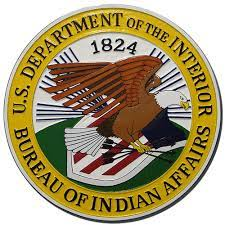 U.S. DEPARTMENT OF THE INTERIOR
1824
BUREAU OF INDIAN AFFAIRS